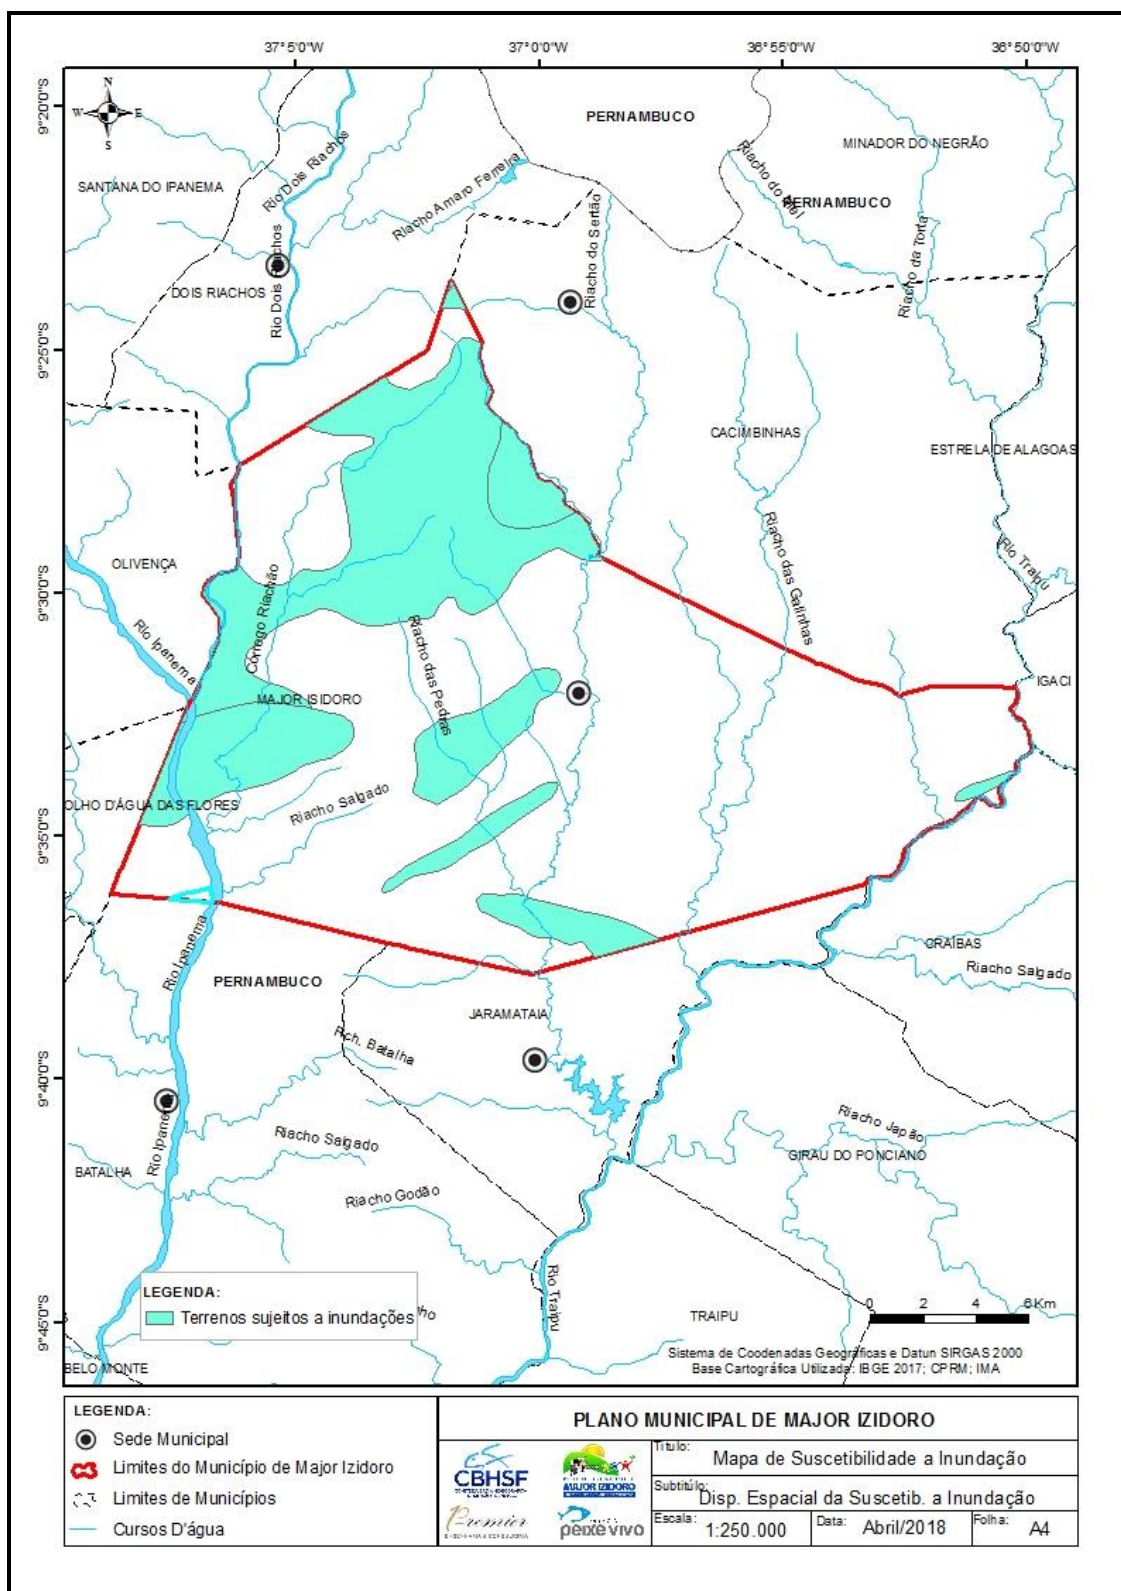 37°5'0"W
37°0'0"W
36°55'0"W
36°50'0"W
9°20'0"S
N
W
E
S
PERNAMBUCO
MINADOR DO NEGRÃO
SANTANA DO IPANEMA
Rio Dois Riachos
Riacho Amaro Ferreira
Riacho do Mel
PERNAMBUCO
Riacho do Sertão
Riacho da Torta
DOIS RIACHOS
Rio Dois Riachos
9°25'0"S
CACIMBINHAS
ESTRELA DE ALAGOAS
OLIVENÇA
Riacho das Galinhas
Rio Traipu
9°30'0"S
Córrego Riachão
Rio Ipanema
Riacho das Pedras
IGACI
MAJOR ISIDORO
OLHO D'ÁGUA DAS FLORES
Riacho Salgado
9°35'0"S
Rio Ipanema
CRAIBAS
Riacho Salgado
PERNAMBUCO
JARAMATAIA
Rch. Batalha
9°40'0"S
Rio Ipanema
Riacho Japão
Riacho Salgado
GIRAU DO PONCIANO
BATALHA
Riacho Godão
Rio Traipu
LEGENDA:
Terrenos sujeitos a inundações
TRAIPU
0 2 4 6 Km
9°45'0"S
Sistema de Coodenadas Geográficas e Datun SIRGAS 2000
Base Cartográfica Utilizada: IBGE 2017; CPRM; IMA
BELO MONTE
LEGENDA:
Sede Municipal
Limites do Município de Major Izidoro
Limites de Municípios
Cursos D'água
PLANO MUNICIPAL DE MAJOR IZIDORO
CBHSF
MAJOR IZIDORO
Premier
peixe vivo
Título:
Mapa de Suscetibilidade a Inundação
Subtítulo:
Disp. Espacial da Suscetib. a Inundação
Escala: 1:250.000
Data: Abril/2018
Folha: A4